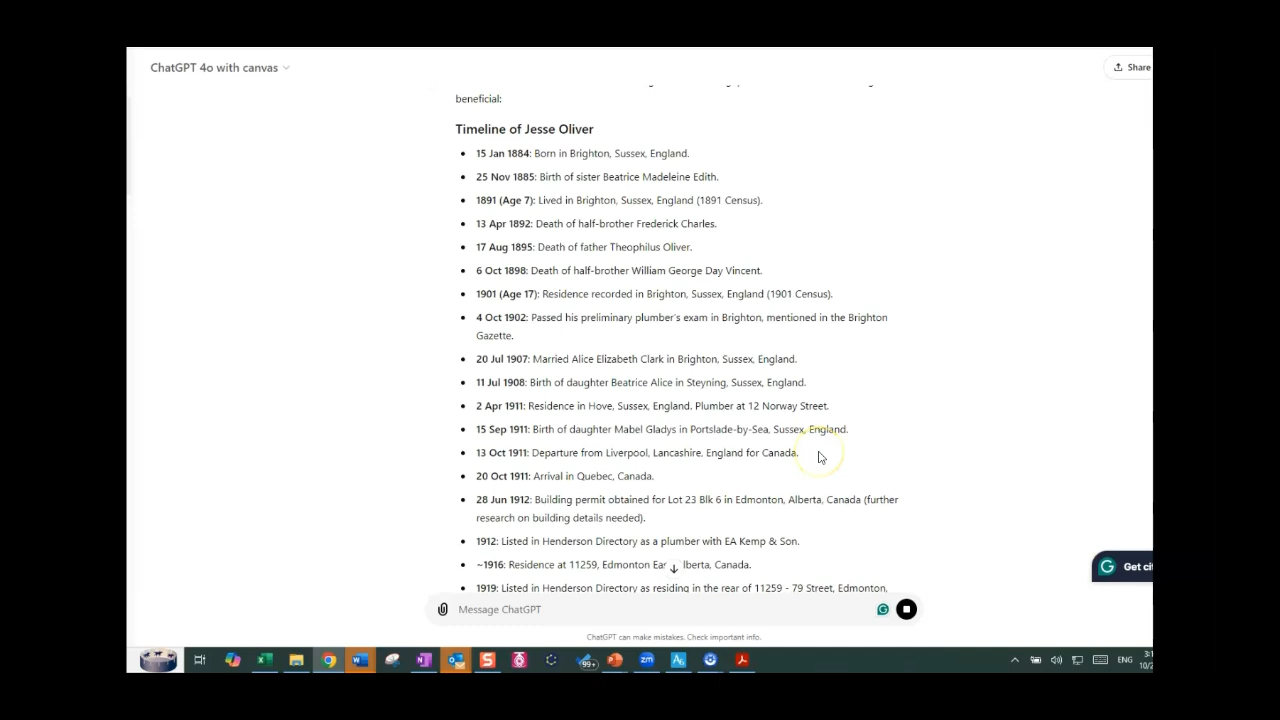 ChatGPT 4o with canvas
Share
beneficial:
Timeline of Jesse Oliver
15 Jan 1884: Born in Brighton, Sussex, England.
25 Nov 1885: Birth of sister Beatrice Madeleine Edith.
1891 (Age 7): Lived in Brighton, Sussex, England (1891 Census).
13 Apr 1892: Death of half-brother Frederick Charles.
17 Aug 1895: Death of father Theophilus Oliver.
6 Oct 1898: Death of half-brother William George Day Vincent.
1901 (Age 17): Residence recorded in Brighton, Sussex, England (1901 Census).
4 Oct 1902: Passed his preliminary plumber's exam in Brighton, mentioned in the Brighton
Gazette.
20 Jul 1907: Married Alice Elizabeth Clark in Brighton, Sussex, England.
11 Jul 1908: Birth of daughter Beatrice Alice in Steyning, Sussex, England.
2 Apr 1911: Residence in Hove, Sussex, England. Plumber at 12 Norway Street.
15 Sep 1911: Birth of daughter Mabel Gladys in Portslade-by-Sea, Sussex, England.
13 Oct 1911: Departure from Liverpool, Lancashire, England for Canada.
20 Oct 1911: Arrival in Quebec, Canada.
28 Jun 1912: Building permit obtained for Lot 23 Blk 6 in Edmonton, Alberta, Canada (further
research on building details needed).
1912: Listed in Henderson Directory as a plumber with EA Kemp & Son.
~1916: Residence at 11259, Edmonton Eas lberta, Canada.
1919: Listed in Henderson Directory as residing in the rear of 11259 - 79 Street, Edmonton,
Get ci
Message ChatGPT
ChatGPT can make mistakes. Check important info.
99+
ENG
3:1
10/2